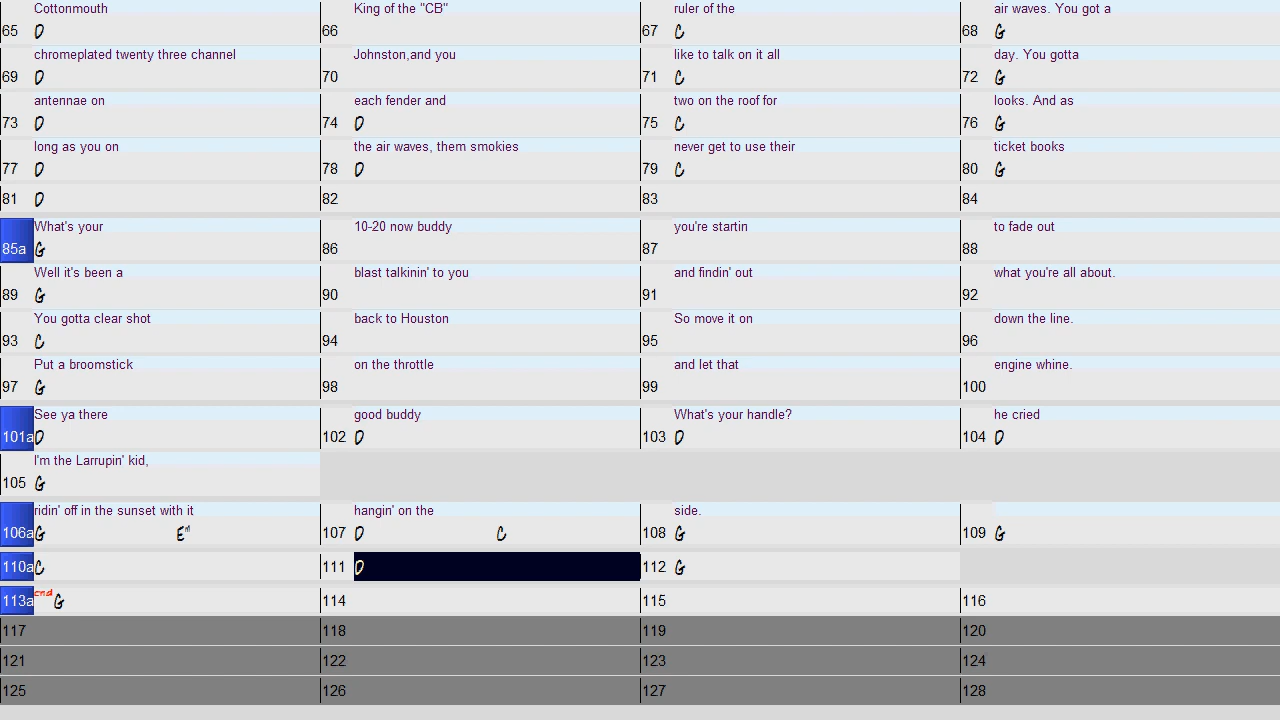 Cottonmouth King of the "CB" ruler of the air waves. You got a
65 D 66 67 C 68 G
chromeplated twenty three channel Johnston,and you like to talk on it all day. You gotta
69 D 70 71 C 72 G
antennae on each fender and two on the roof for looks. And as
73 D 74 D 75 C 76 G
long as you on the air waves, them smokies never get to use their ticket books
77 D 78 D 79 C 80 G
81 D 82 83 84
What's your 10-20 now buddy you're startin to fade out
85a G 86 87 88
Well it's been a blast talkinin' to you and findin' out what you're all about.
89 G 90 91 92
You gotta clear shot back to Houston So move it on down the line.
93 C 94 95 96
Put a broomstick on the throttle and let that engine whine.
97 G 98 99 100
See ya there good buddy What's your handle? he cried
101a D 102 D 103 D 104 D
I'm the Larrupin' kid,
105 G
ridin' off in the sunset with it hangin' on the side.
106a G Em 107 D C 108 G 109 G
110a C 111 D 112 G
113a end G 114 115 116
117 118 119 120
121 122 123 124
125 126 127 128